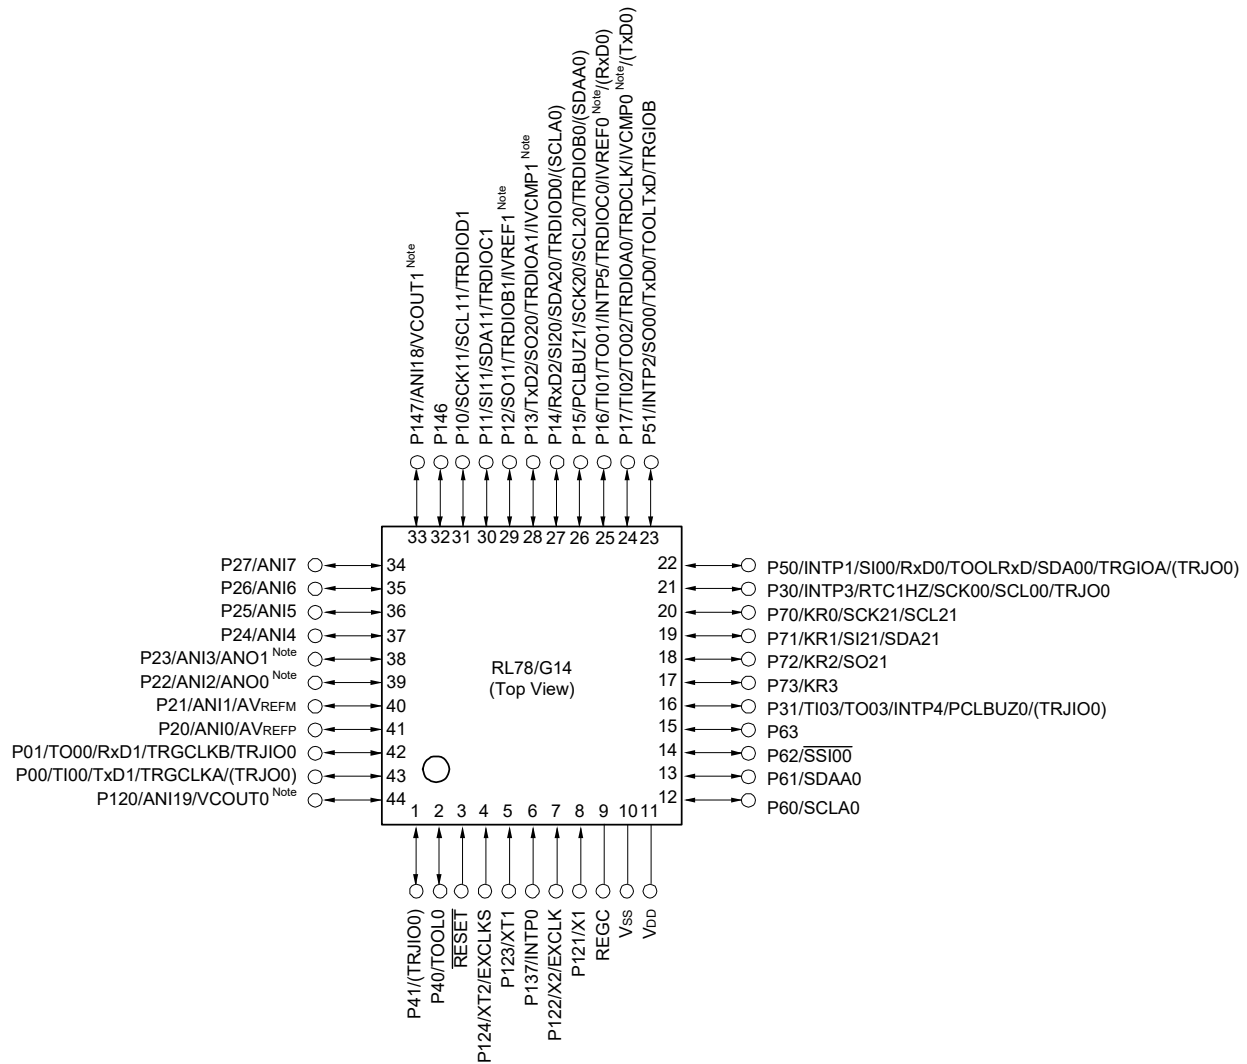 P147/ANI18/VCOUT1 Note
P146
P10/SCK11/SCL11/TRDIOD1
P11/SI11/SDA11/TRDIOC1
P12/SO11/TRDIOB1/IVREF1 Note
P13/TxD2/SO20/TRDIOA1/IVCMP1 Note
P14/RxD2/SI20/SDA20/TRDIOD0/(SCLA0)
P15/PCLBUZ1/SCK20/SCL20/TRDIOB0/(SDAA0)
P16/TI01/TO01/INTP5/TRDIOC0/IVREF0 Note/(RxD0)
P17/TI02/TO02/TRDIOA0/TRDCLK/IVCMP0 Note/(TxD0)
P51/INTP2/SO00/TxD0/TOOLTxD/TRGIOB
33 32 31 30 29 28 27 26 25 24 23
P27/ANI7 34
P26/ANI6 35
P25/ANI5 36
P24/ANI4 37
P23/ANI3/ANO1 Note 38
P22/ANI2/ANO0 Note 39
P21/ANI1/AVREFM 40
P20/ANI0/AVREFP 41
P01/TO00/RxD1/TRGCLKB/TRJIO0 42
P00/TI00/TxD1/TRGCLKA/(TRJO0) 43
P120/ANI19/VCOUT0 Note 44
RL78/G14
(Top View)
22 P50/INTP1/SI00/RxD0/TOOLRxD/SDA00/TRGIOA/(TRJO0)
21 P30/INTP3/RTC1HZ/SCK00/SCL00/TRJO0
20 P70/KR0/SCK21/SCL21
19 P71/KR1/SI21/SDA21
18 P72/KR2/SO21
17 P73/KR3
16 P31/TI03/TO03/INTP4/PCLBUZ0/(TRJIO0)
15 P63
14 P62/SSI00
13 P61/SDAA0
12 P60/SCLA0
1 2 3 4 5 6 7 8 9 10 11
P41/(TRJIO0)
P40/TOOL0
RESET
P124/XT2/EXCLKS
P123/XT1
P137/INTP0
P122/X2/EXCLK
P121/X1
REGC
VSS
VDD